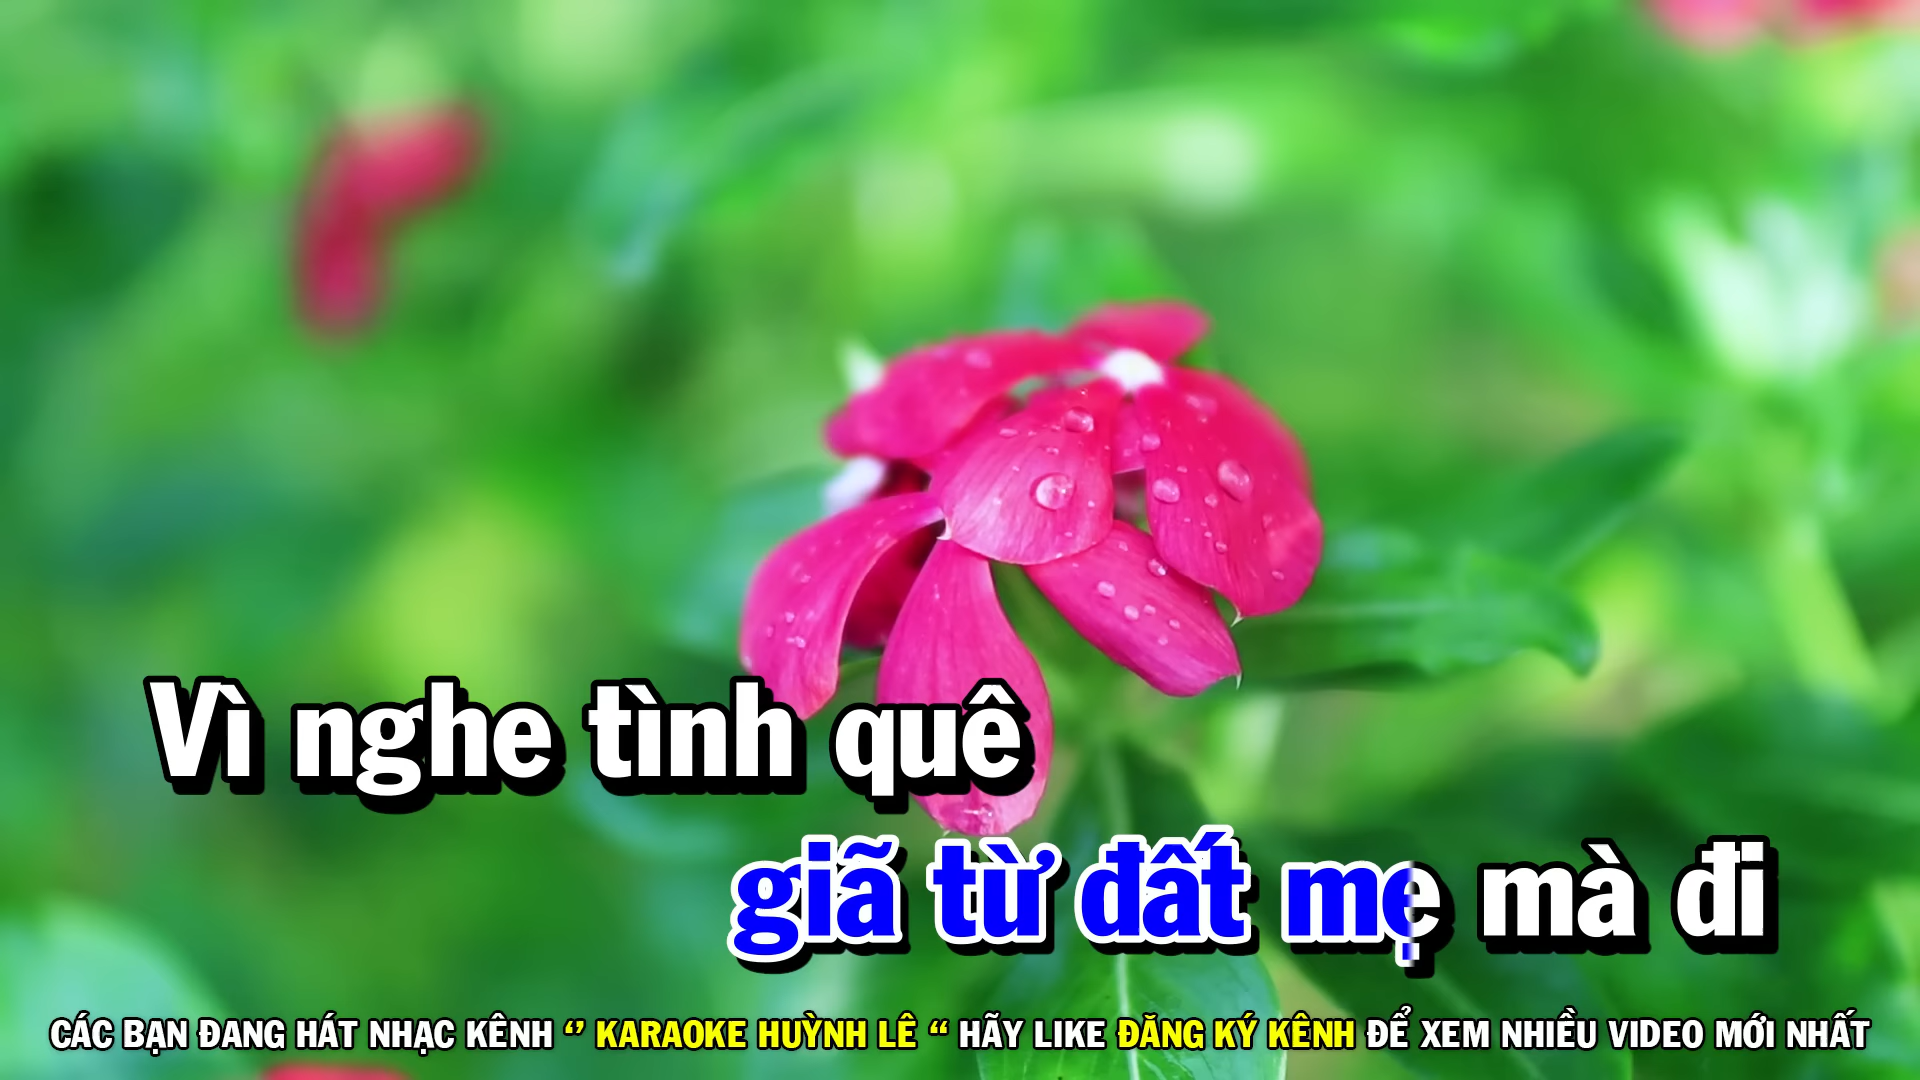 Vì nghe tình quê
giã từ đất mẹ mà đi
CÁC BẠN ĐANG HÁT NHẠC KÊNH ‘’ KARAOKE HUỲNH LÊ “ HÃY LIKE ĐĂNG KÝ KÊNH ĐỂ XEM NHIỀU VIDEO MỚI NHẤT